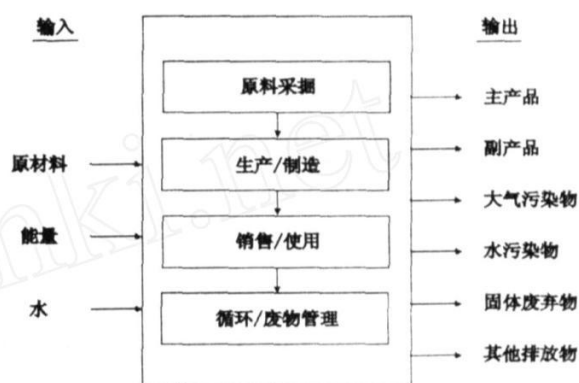 输入
输出
原料采掘
生产/制造
销售/使用
循环/废物管理
原材料
能量
水
主产品
副产品
大气污染物
水污染物
固体废弃物
其他排放物
nki.net